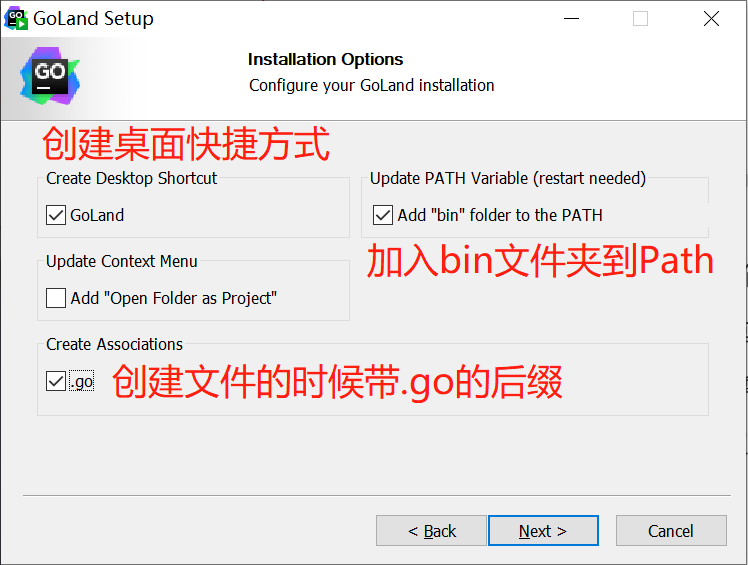 GoLand Setup
GO
Installation Options
Configure your GoLand installation
创建桌面快捷方式
Create Desktop Shortcut
GoLand
Update PATH Variable (restart needed)
Add "bin" folder to the PATH
加入bin文件夹到Path
Update Context Menu
Add "Open Folder as Project"
Create Associations
.go
创建文件的时候带.go的后缀
< Back
Next >
Cancel